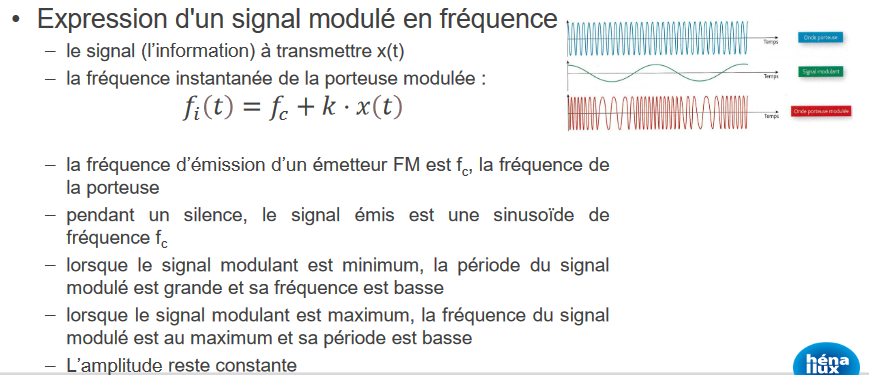 • Expression d'un signal modulé en fréquence
– le signal (l'information) à transmettre x(t)
– la fréquence instantanée de la porteuse modulée :
f_i(t) = f_c + k · x(t)
– la fréquence d'émission d'un émetteur FM est f_c, la fréquence de
la porteuse
– pendant un silence, le signal émis est une sinusoïde de
fréquence f_c
– lorsque le signal modulant est minimum, la période du signal
modulé est grande et sa fréquence est basse
– lorsque le signal modulant est maximum, la fréquence du signal
modulé est au maximum et sa période est basse
– L'amplitude reste constante
Temps
Onde porteuse
Temps
Signal modulant
Temps
Onde porteuse modulée
héna
llux